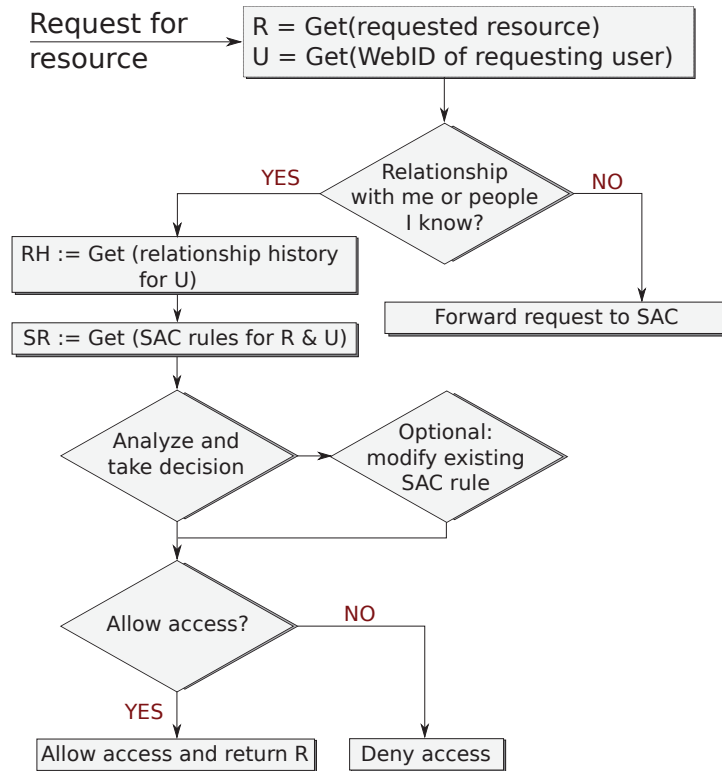 Request for
resource
R = Get(requested resource)
U = Get(WebID of requesting user)
Relationship
with me or people
I know?
YES
NO
RH := Get (relationship history
for U)
Forward request to SAC
SR := Get (SAC rules for R & U)
Analyze and
take decision
Optional:
modify existing
SAC rule
Allow access?
NO
YES
Allow access and return R
Deny access